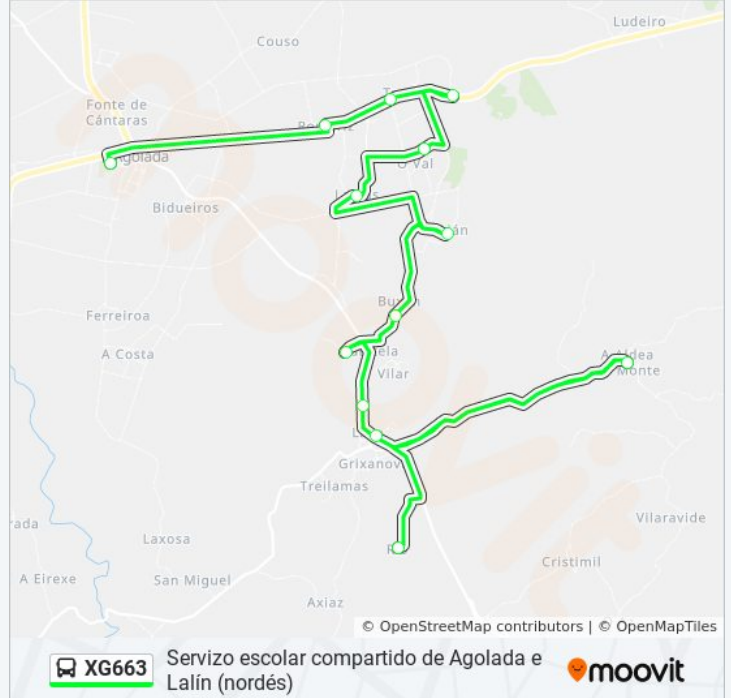 Ludeiro
Couso
Fonte de
Cántaras
Agolada
O Val
Bidueiros
Ferreiroa
A Costa
Vilar
A Aldea
Monte
Grixanov
Treilamas
Vilaravide
Laxosa
Cristimil
A Eirexe
San Miguel
Axiaz
© OpenStreetMap contributors | © OpenMapTiles
XG663
Servizo escolar compartido de Agolada e
Lalín (nordés)
moovit